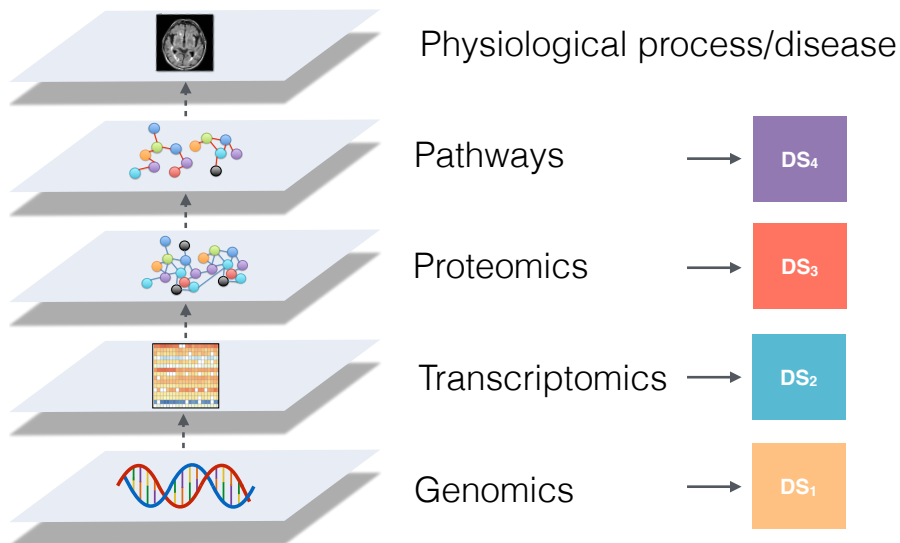 Physiological process/disease
Pathways
DS₄
Proteomics
DS₃
Transcriptomics
DS₂
Genomics
DS₁